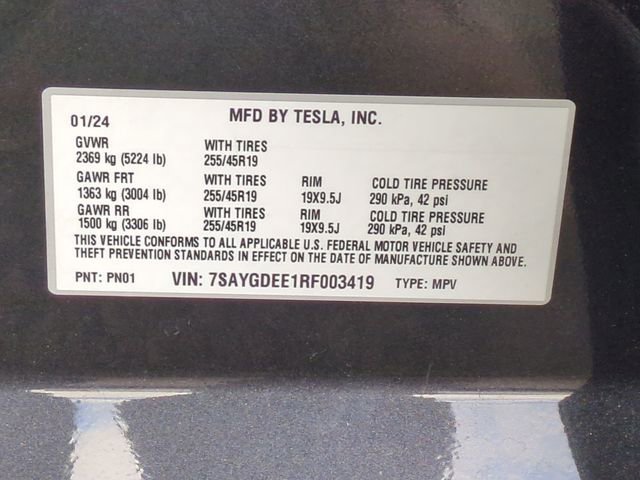 01/24 MFD BY TESLA, INC.
GVWR WITH TIRES
2369 kg (5224 lb) 255/45R19
GAWR FRT WITH TIRES RIM COLD TIRE PRESSURE
1363 kg (3004 lb) 255/45R19 19X9.5J 290 kPa, 42 psi
GAWR RR WITH TIRES RIM COLD TIRE PRESSURE
1500 kg (3306 lb) 255/45R19 19X9.5J 290 kPa, 42 psi
THIS VEHICLE CONFORMS TO ALL APPLICABLE U.S. FEDERAL MOTOR VEHICLE SAFETY AND
THEFT PREVENTION STANDARDS IN EFFECT ON THE DATE OF MANUFACTURE SHOWN ABOVE.
PNT: PN01 VIN: 7SAYGDEE1RF003419 TYPE: MPV